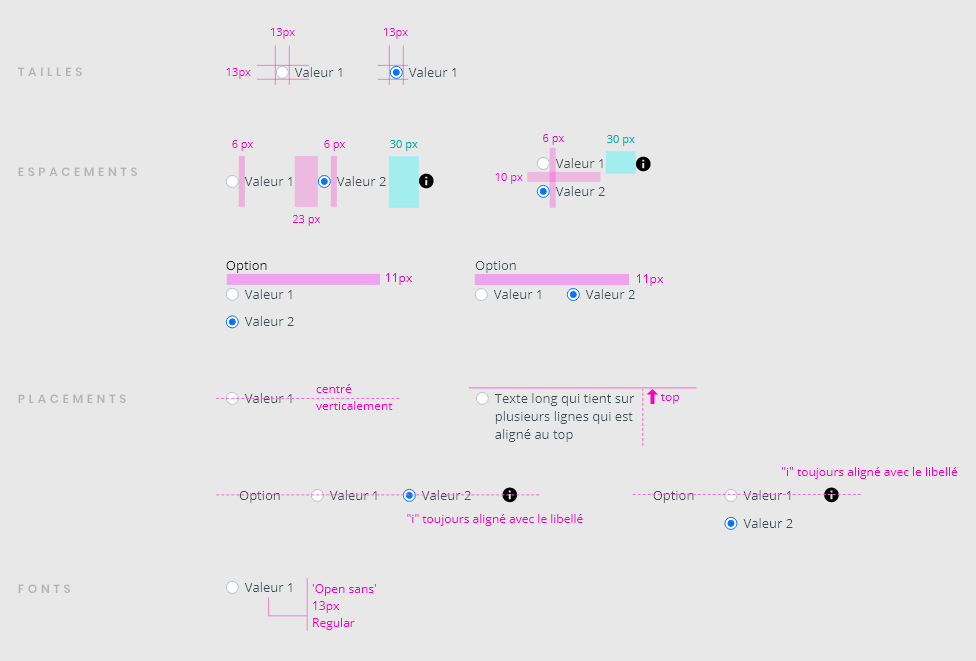 TAILLES
13px
13px
13px
Valeur 1
Valeur 1
ESPACEMENTS
6 px
6 px
30 px
Valeur 1
Valeur 2
i
23 px
6 px
30 px
Valeur 1
i
10 px
Valeur 2
Option
11px
Valeur 1
Valeur 2
Option
11px
Valeur 1
Valeur 2
PLACEMENTS
Valeur 1
centré
verticalement
Texte long qui tient sur
plusieurs lignes qui est
aligné au top
top
Option
Valeur 1
Valeur 2
i
"i" toujours aligné avec le libellé
"i" toujours aligné avec le libellé
Option
Valeur 1
i
Valeur 2
FONTS
Valeur 1
'Open sans'
13px
Regular